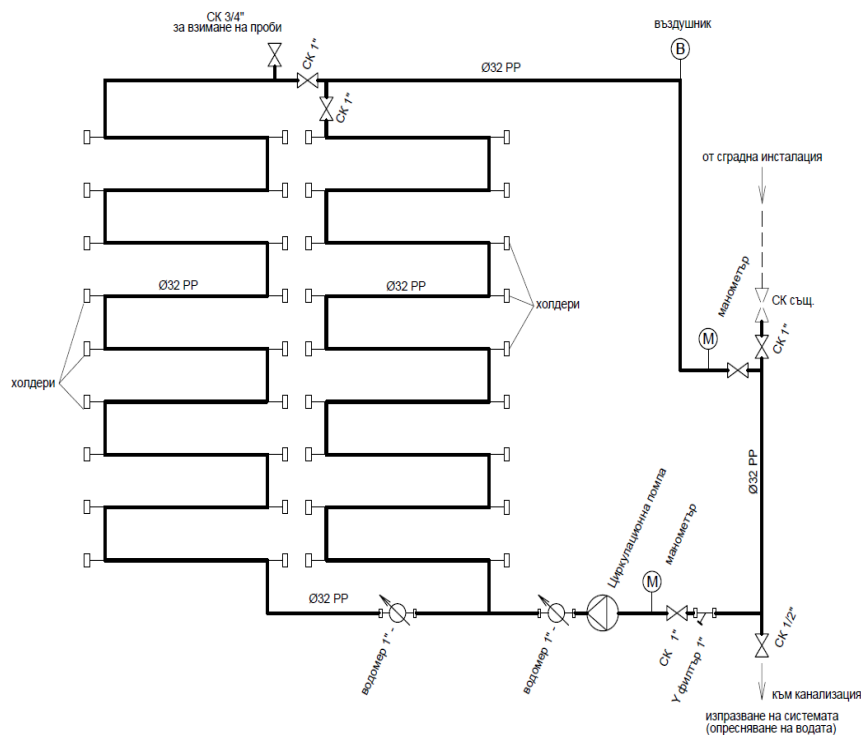 СК 3/4"
за взимане на проби
СК 1"
въздушник
В
Ø32 PP
СК 1"
от сградна инсталация
Ø32 PP
Ø32 PP
холдери
манометър
СК същ.
М
СК 1"
холдери
Ø32 PP
Циркулационна помпа
манометър
М
Ø32 PP
водомер 1" -
водомер 1" -
СК 1"
Y филтър 1"
СК 1/2"
към канализация
изпразване на системата
(опресняване на водата)